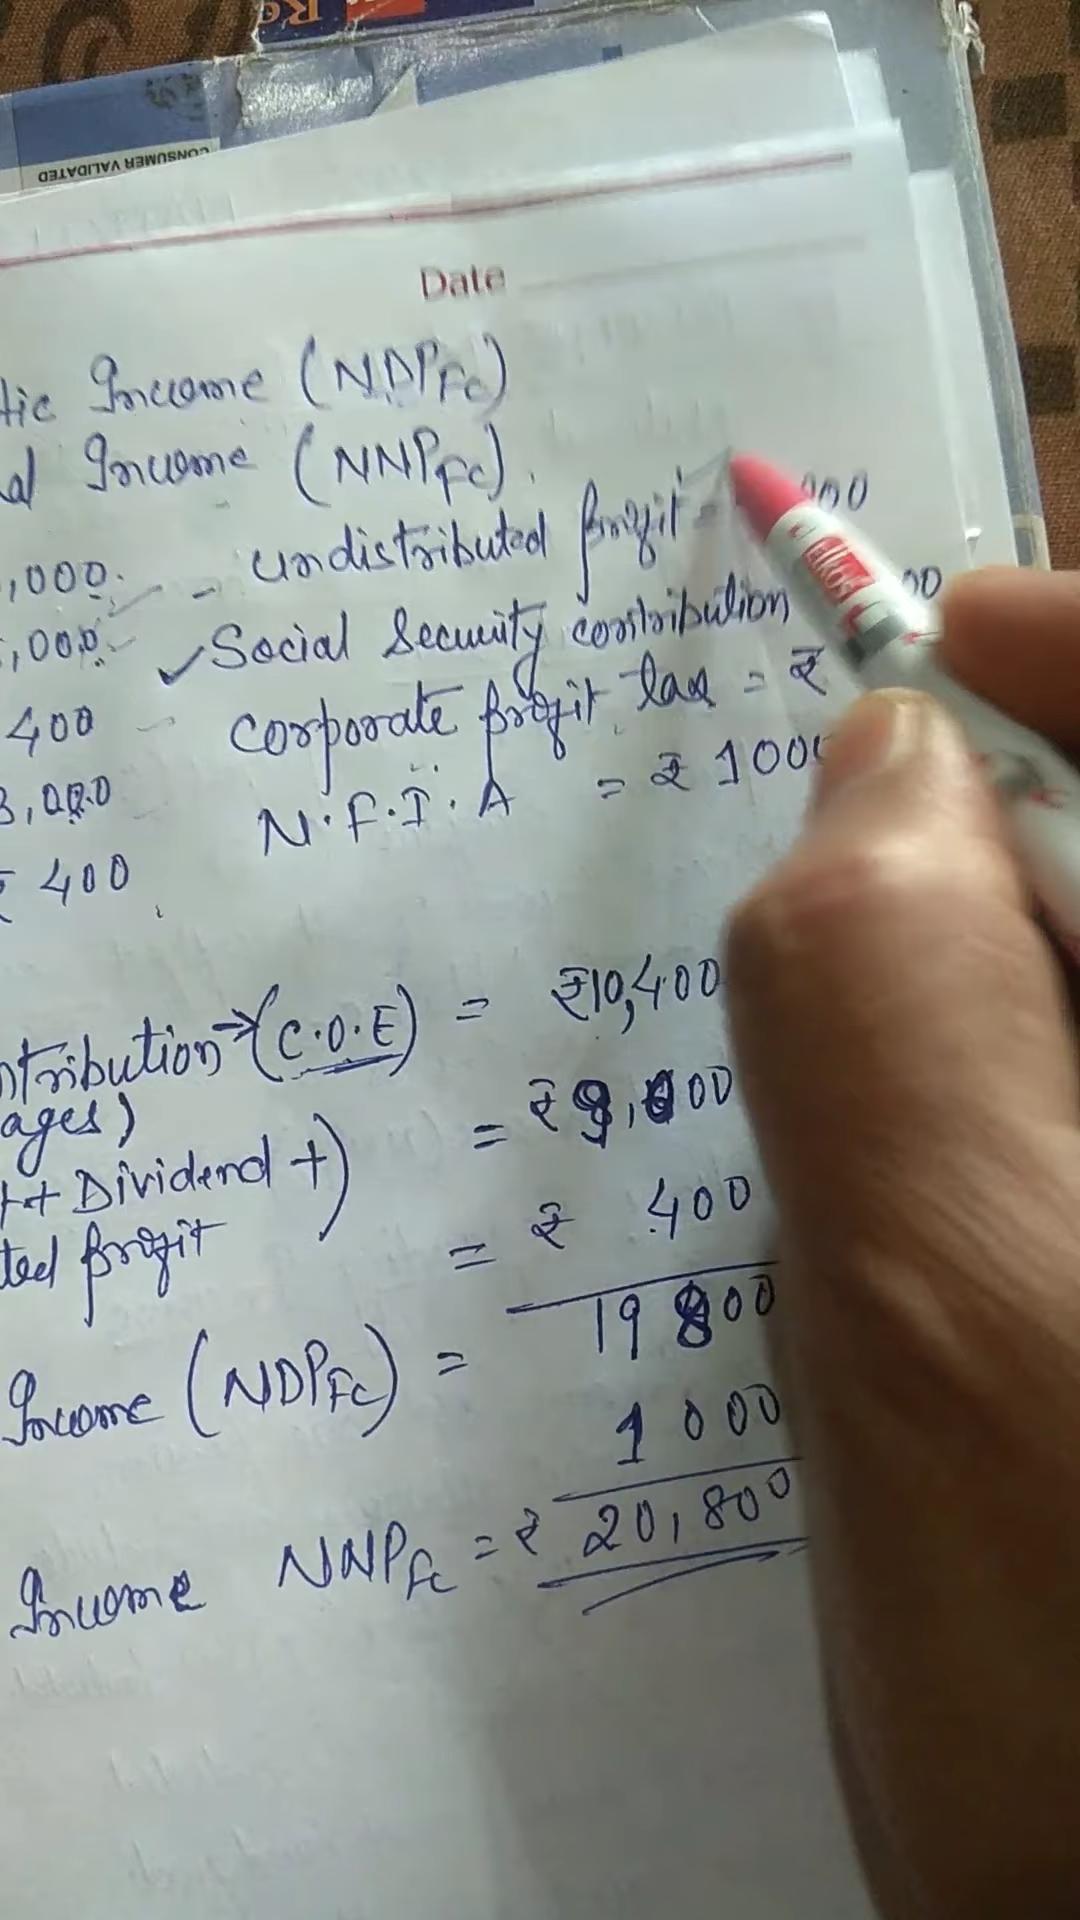 CONSUMER VALIDATED
Date
tic Income (NDPFC)
al Income (NNPFC).
,000. - undistributed profit = 000
,000 ✓ Social Security contribution 00
400 - corporate profit tax = ₹
3,000 N.F.I.A = ₹ 1000
₹ 400
ntribution → (C.O.E) = ₹10,400
ages)
t + Dividend +) = ₹ 9,000
ted profit = ₹ 400
19800
Income (NDPFC) =
1000
Income NNPFC = ₹ 20,800